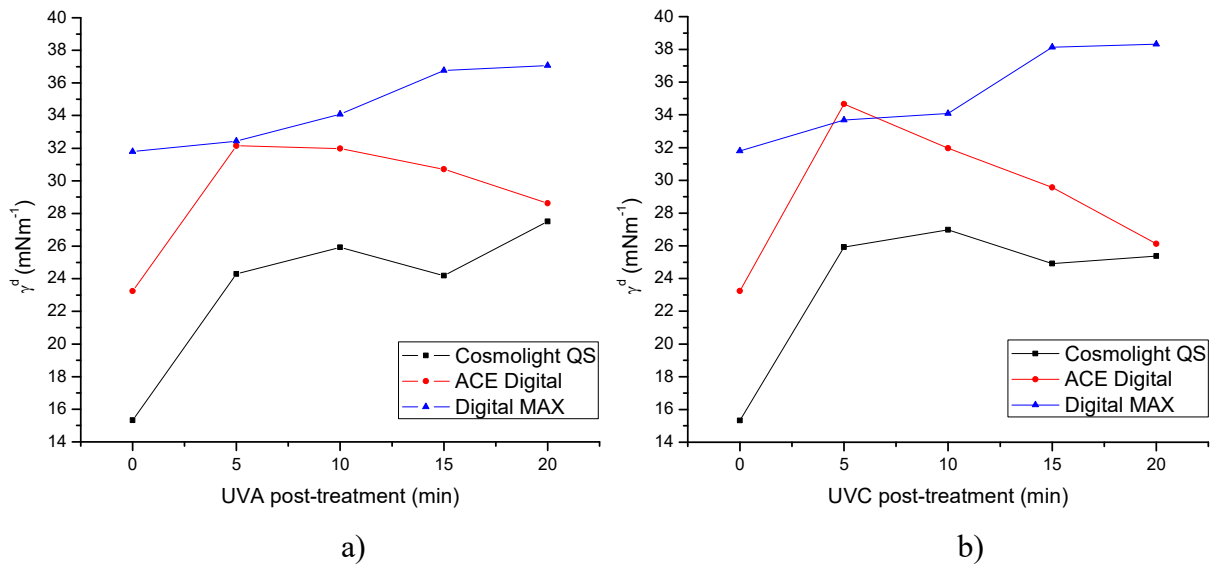 40
38
36
34
32
30
28
26
24
22
20
18
16
14
γᵈ (mNm⁻¹)
0 5 10 15 20
UVA post-treatment (min)
Cosmolight QS
ACE Digital
Digital MAX
a)
40
38
36
34
32
30
28
26
24
22
20
18
16
14
γᵈ (mNm⁻¹)
0 5 10 15 20
UVC post-treatment (min)
Cosmolight QS
ACE Digital
Digital MAX
b)